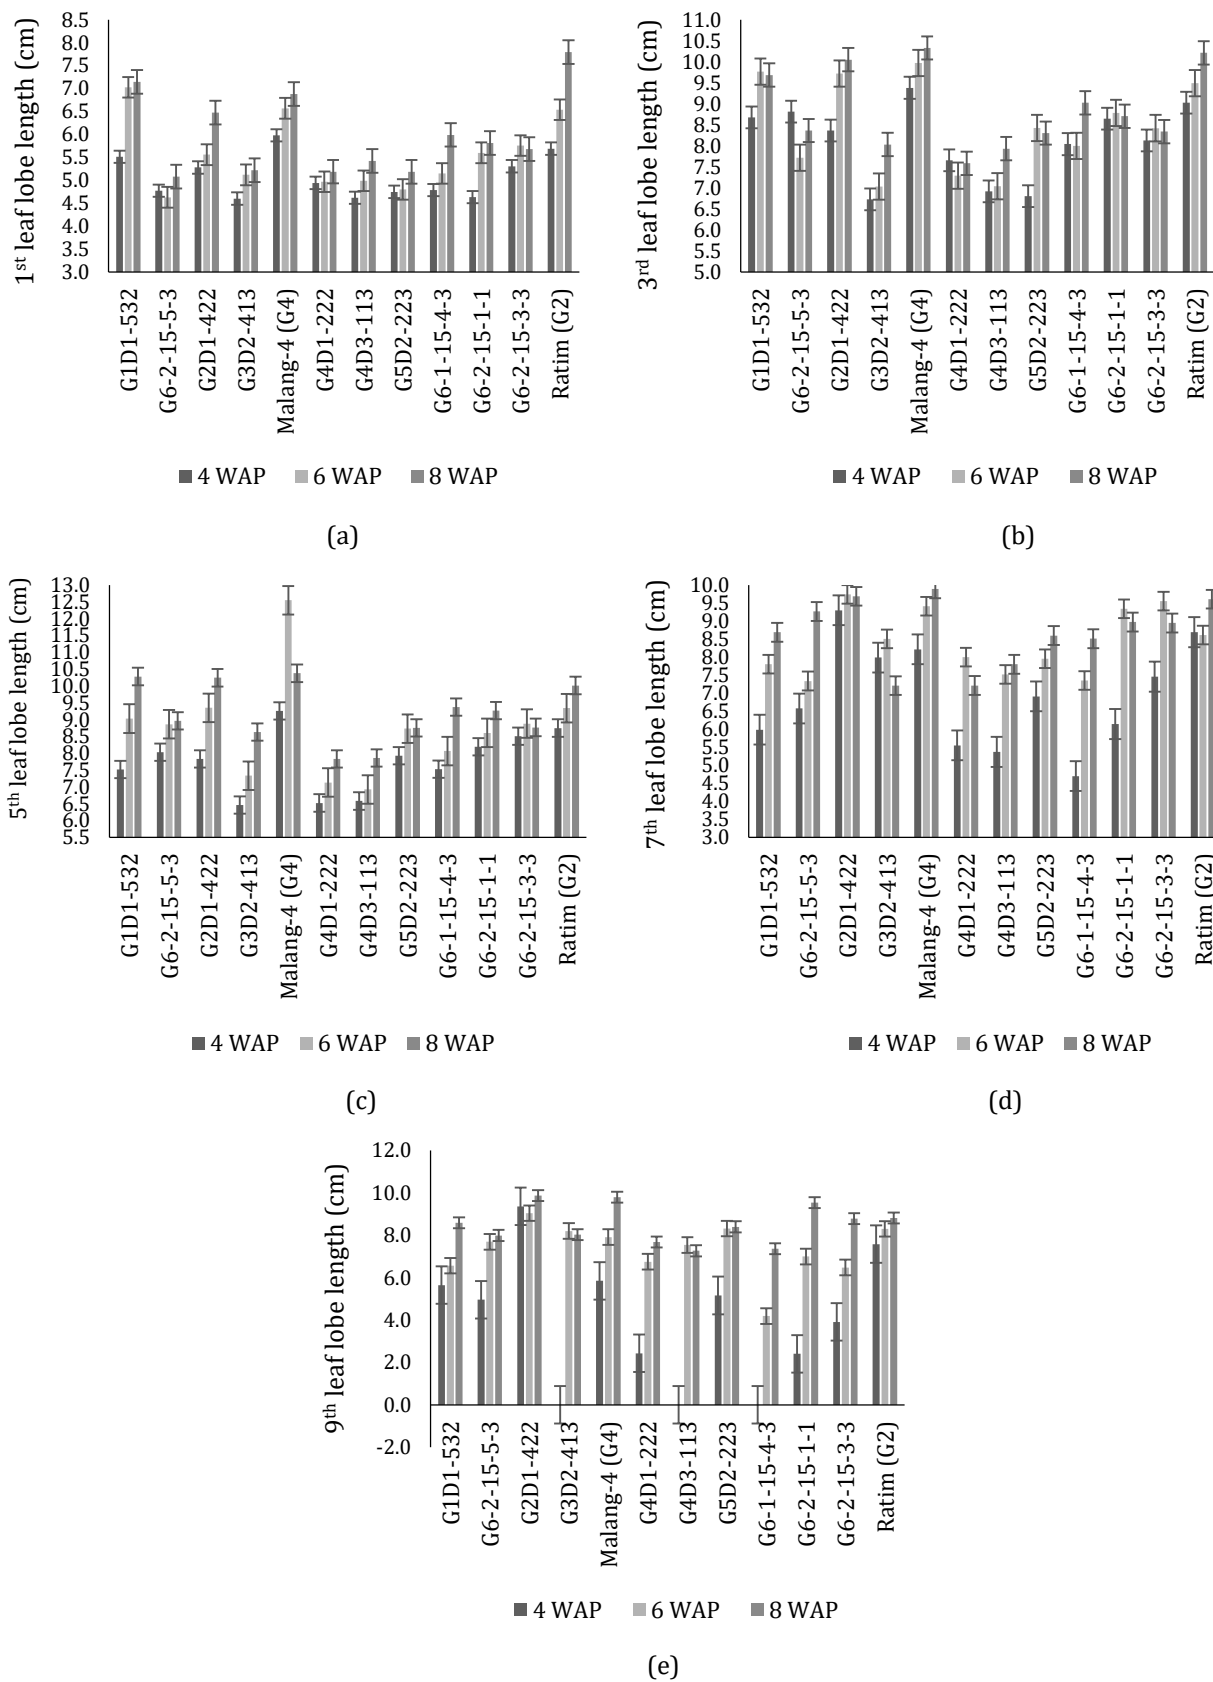 1st leaf lobe length (cm)
8.5
8.0
7.5
7.0
6.5
6.0
5.5
5.0
4.5
4.0
3.5
3.0
G1D1-532
G6-2-15-5-3
G2D1-422
G3D2-413
Malang-4 (G4)
G4D1-222
G4D3-113
G5D2-223
G6-1-15-4-3
G6-2-15-1-1
G6-2-15-3-3
Ratim (G2)
4 WAP 6 WAP 8 WAP
(a)
3rd leaf lobe length (cm)
11.0
10.5
10.0
9.5
9.0
8.5
8.0
7.5
7.0
6.5
6.0
5.5
5.0
G1D1-532
G6-2-15-5-3
G2D1-422
G3D2-413
Malang-4 (G4)
G4D1-222
G4D3-113
G5D2-223
G6-1-15-4-3
G6-2-15-1-1
G6-2-15-3-3
Ratim (G2)
4 WAP 6 WAP 8 WAP
(b)
5th leaf lobe length (cm)
13.0
12.5
12.0
11.5
11.0
10.5
10.0
9.5
9.0
8.5
8.0
7.5
7.0
6.5
6.0
5.5
G1D1-532
G6-2-15-5-3
G2D1-422
G3D2-413
Malang-4 (G4)
G4D1-222
G4D3-113
G5D2-223
G6-1-15-4-3
G6-2-15-1-1
G6-2-15-3-3
Ratim (G2)
4 WAP 6 WAP 8 WAP
(c)
7th leaf lobe length (cm)
10.0
9.5
9.0
8.5
8.0
7.5
7.0
6.5
6.0
5.5
5.0
4.5
4.0
3.5
3.0
G1D1-532
G6-2-15-5-3
G2D1-422
G3D2-413
Malang-4 (G4)
G4D1-222
G4D3-113
G5D2-223
G6-1-15-4-3
G6-2-15-1-1
G6-2-15-3-3
Ratim (G2)
4 WAP 6 WAP 8 WAP
(d)
9th leaf lobe length (cm)
12.0
10.0
8.0
6.0
4.0
2.0
0.0
-2.0
G1D1-532
G6-2-15-5-3
G2D1-422
G3D2-413
Malang-4 (G4)
G4D1-222
G4D3-113
G5D2-223
G6-1-15-4-3
G6-2-15-1-1
G6-2-15-3-3
Ratim (G2)
4 WAP 6 WAP 8 WAP
(e)